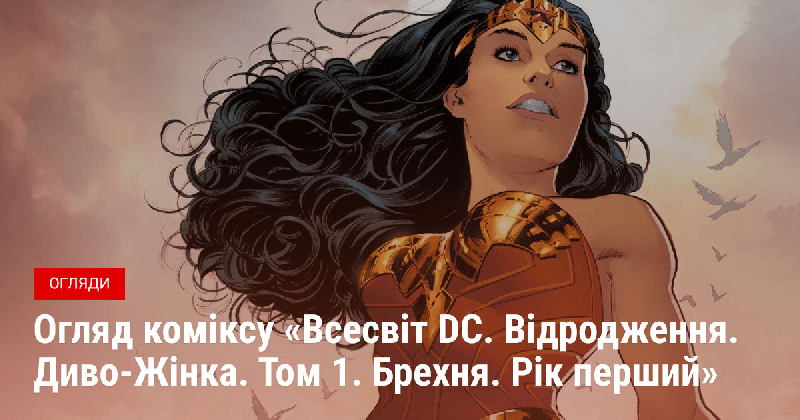 ОГЛЯДИ
Огляд коміксу «Всесвіт DC. Відродження.
Диво-Жінка. Том 1. Брехня. Рік перший»